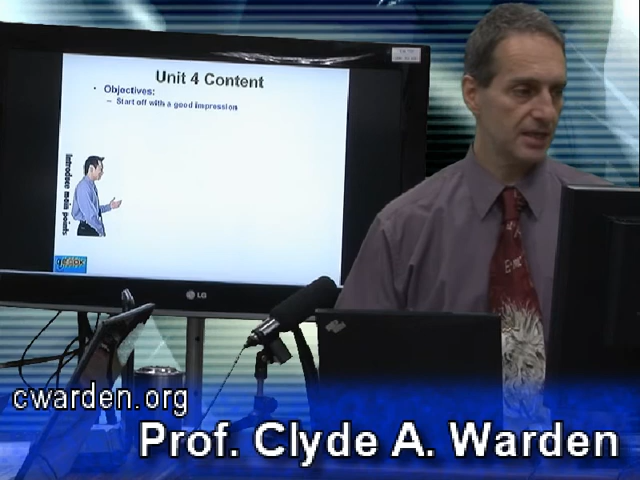 Unit 4 Content
• Objectives:
– Start off with a good impression
Introduce main points
LG
cwarden.org
Prof. Clyde A. Warden